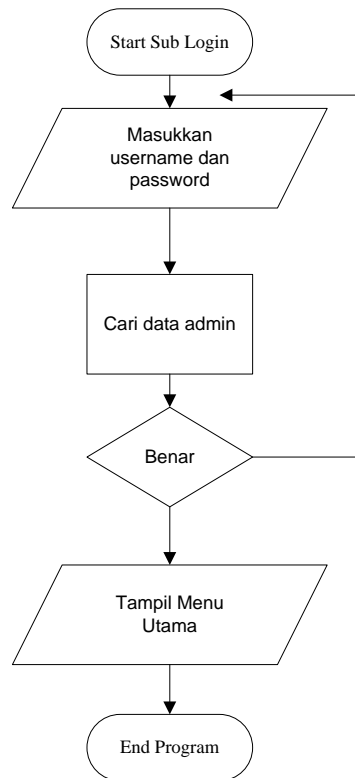 Start Sub Login
Masukkan
username dan
password
Cari data admin
Benar
Tampil Menu
Utama
End Program